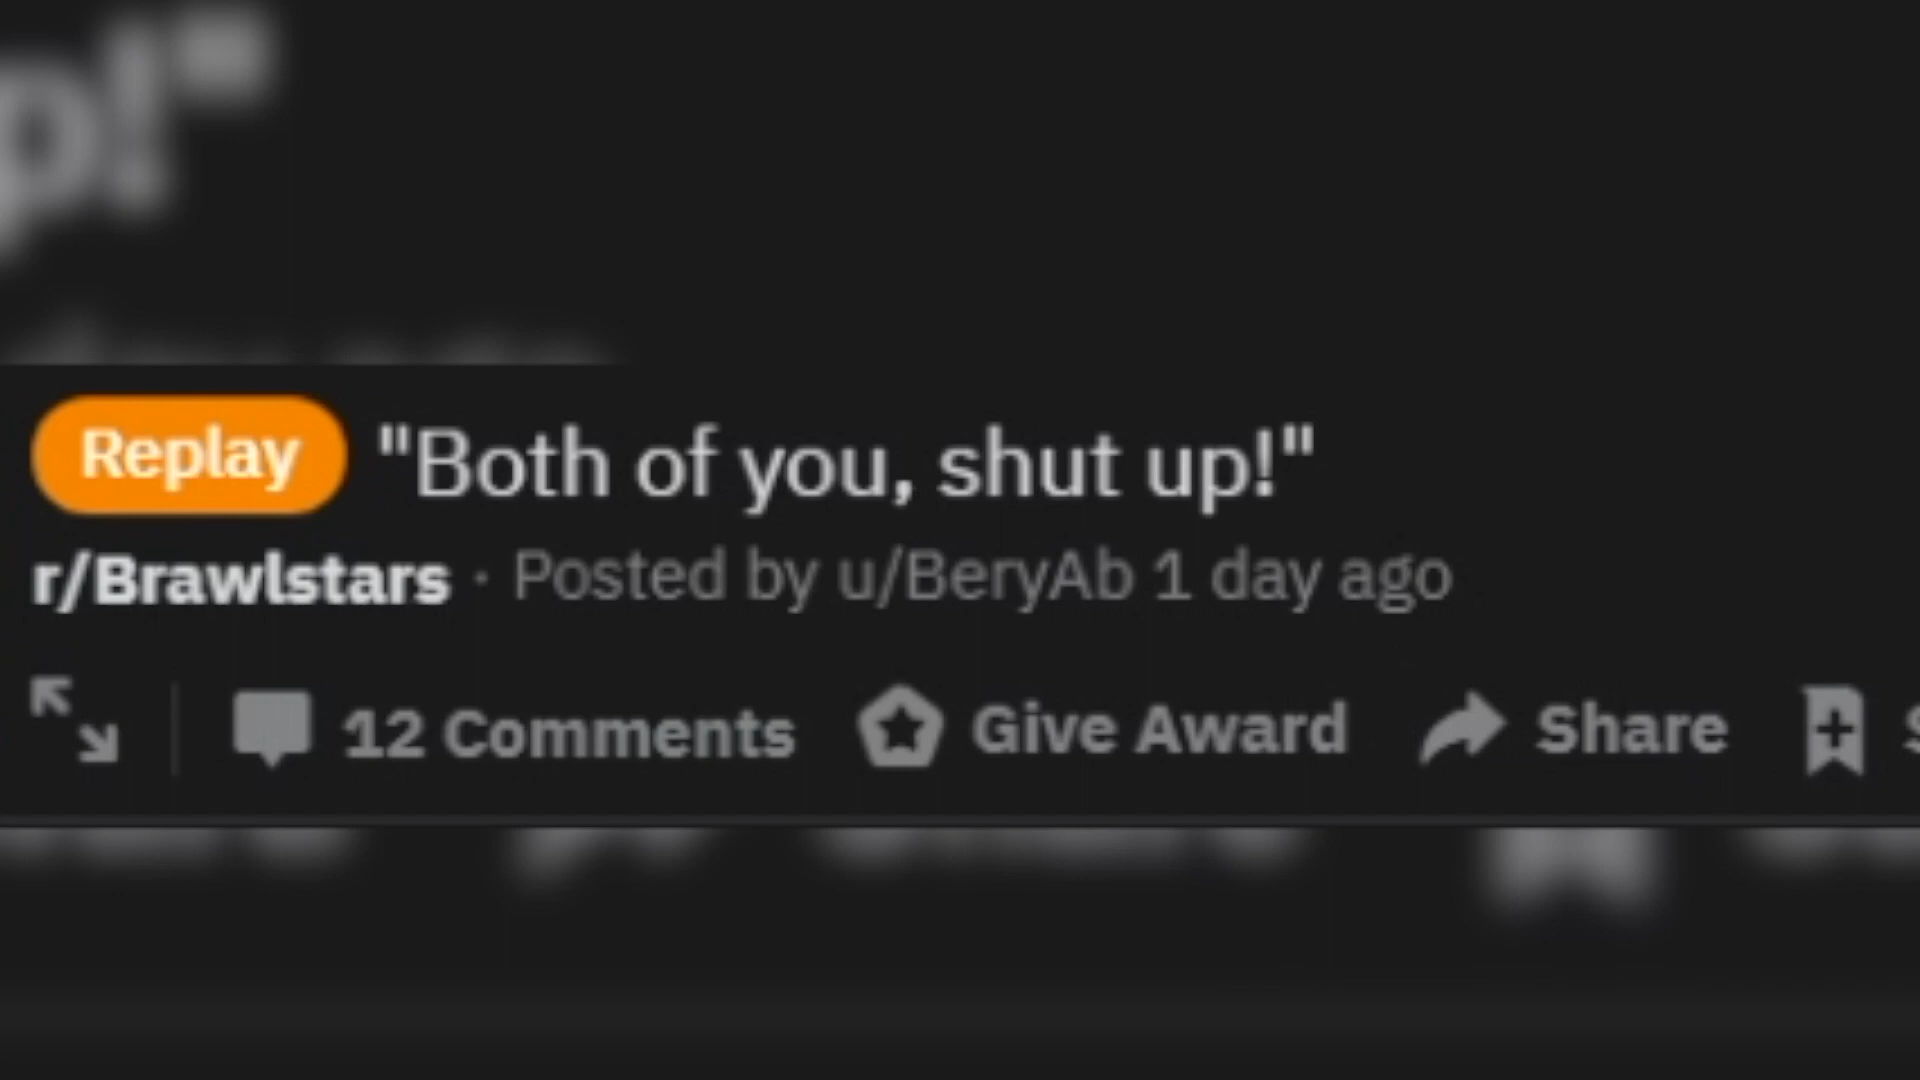 p!"
Replay "Both of you, shut up!"
r/Brawlstars · Posted by u/BeryAb 1 day ago
12 Comments Give Award Share S